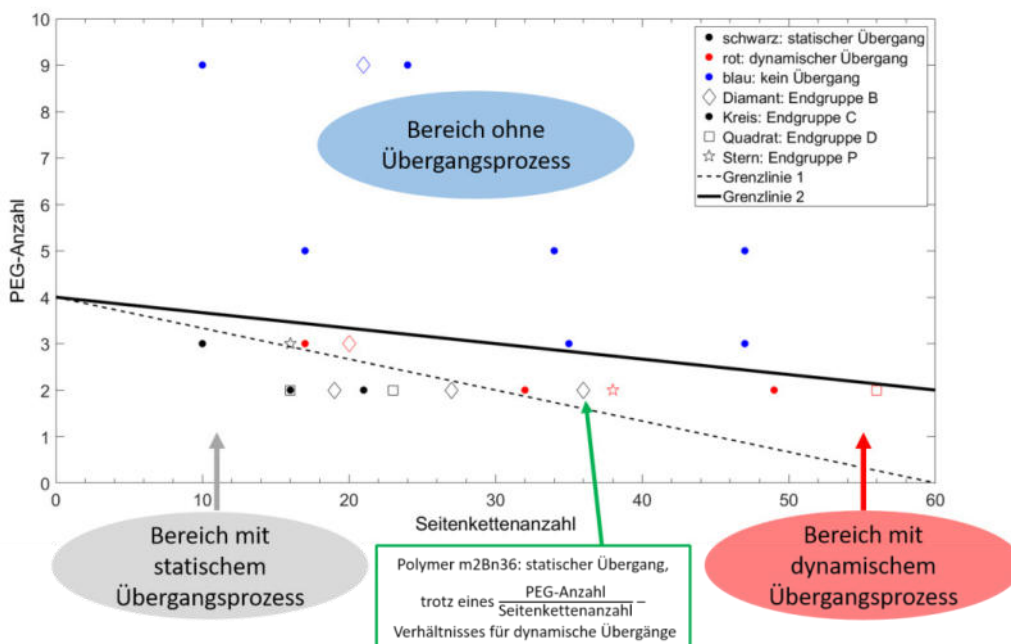 10
9
8
7
6
5
4
3
2
1
0
PEG-Anzahl
schwarz: statischer Übergang
rot: dynamischer Übergang
blau: kein Übergang
Diamant: Endgruppe B
Kreis: Endgruppe C
Quadrat: Endgruppe D
Stern: Endgruppe P
Grenzlinie 1
Grenzlinie 2
Bereich ohne
Übergangsprozess
0 10 20 30 40 50 60
Seitenkettenanzahl
Bereich mit
statischem
Übergangsprozess
Polymer m2Bn36: statischer Übergang,
trotz eines PEG-Anzahl/Seitenkettenanzahl –
Verhältnisses für dynamische Übergänge
Bereich mit
dynamischem
Übergangsprozess